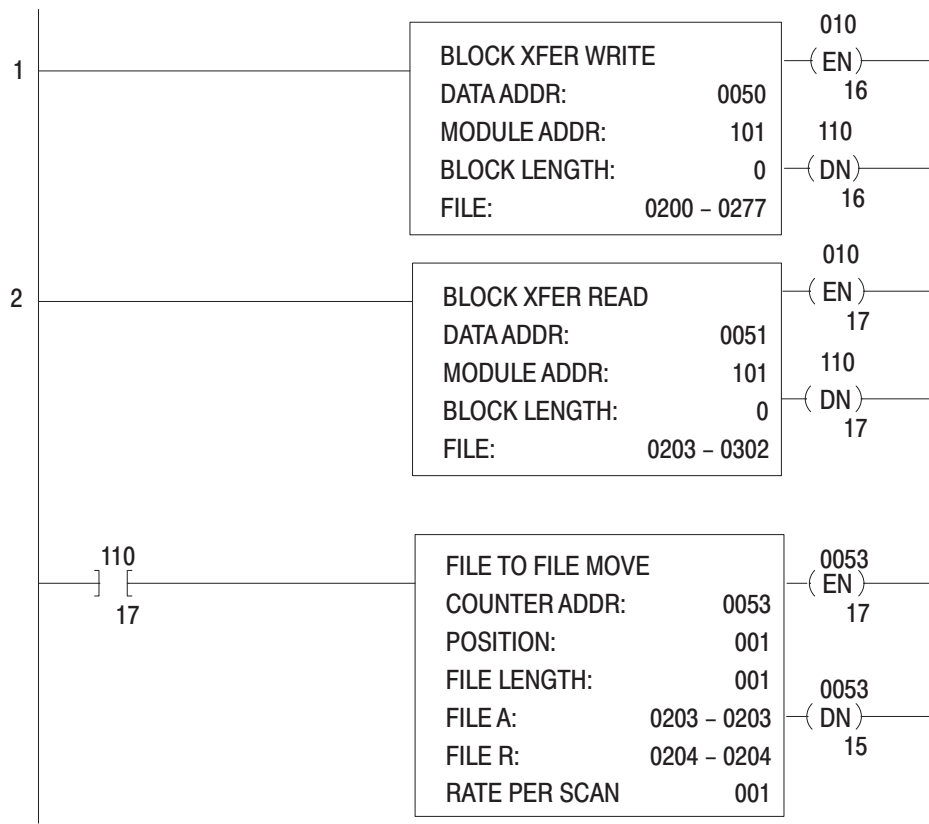 010
1
BLOCK XFER WRITE
EN
16
DATA ADDR: 0050
MODULE ADDR: 101
110
BLOCK LENGTH: 0
DN
16
FILE: 0200 – 0277
010
2
BLOCK XFER READ
EN
17
DATA ADDR: 0051
MODULE ADDR: 101
110
BLOCK LENGTH: 0
DN
17
FILE: 0203 – 0302
110
17
FILE TO FILE MOVE
0053
EN
17
COUNTER ADDR: 0053
POSITION: 001
FILE LENGTH: 001
0053
FILE A: 0203 – 0203
DN
15
FILE R: 0204 – 0204
RATE PER SCAN 001